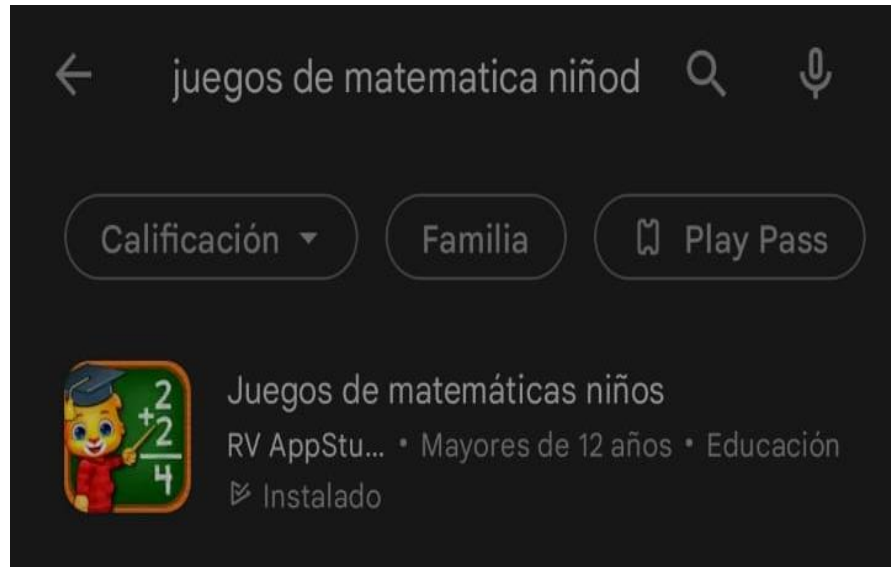 juegos de matematica niñod
Calificación
Familia
Play Pass
2
+2
4
Juegos de matemáticas niños
RV AppStu... • Mayores de 12 años • Educación
Instalado